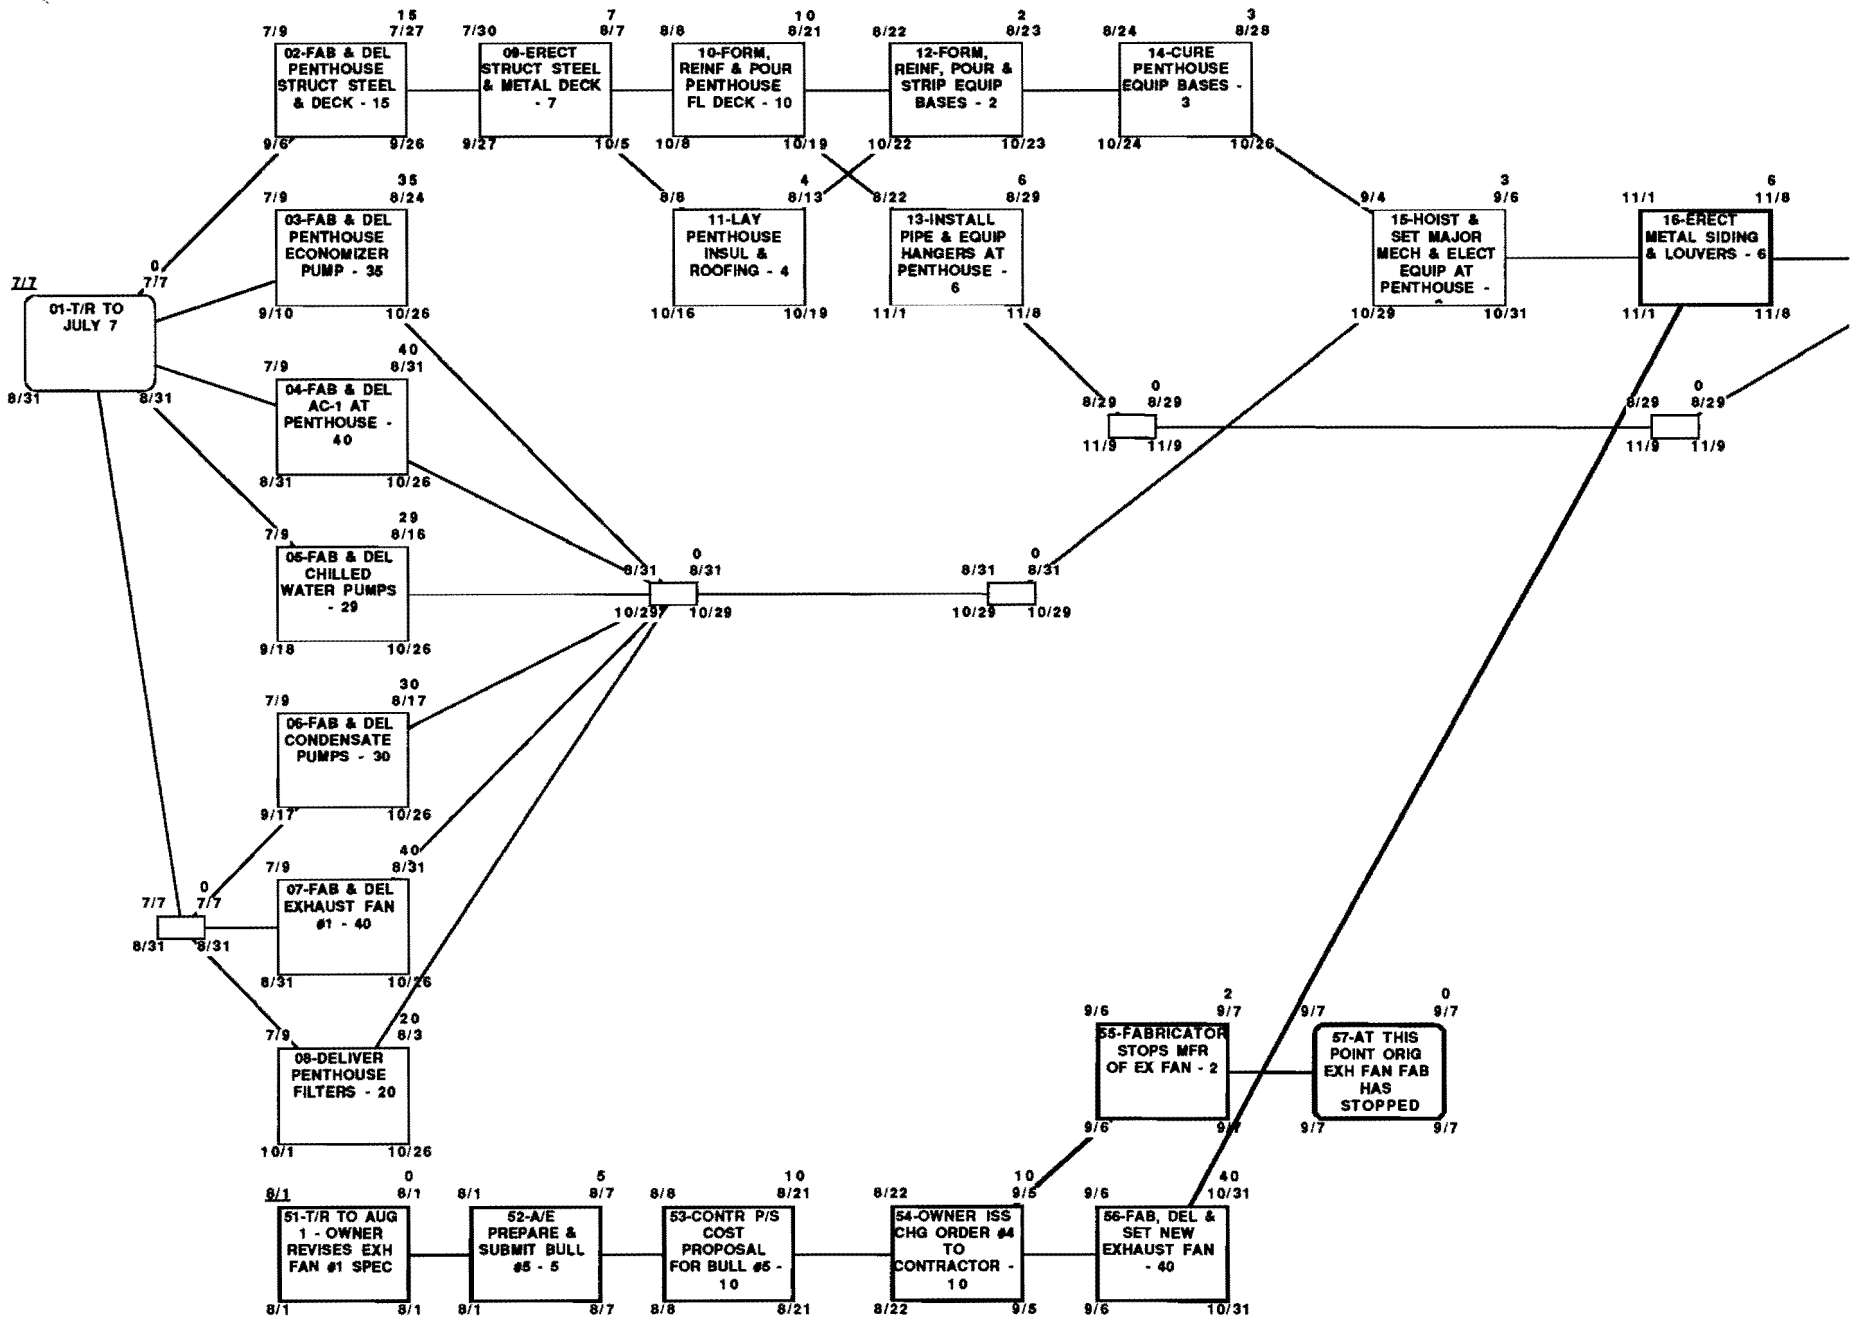 15
7/9 7/27
02-FAB & DEL
PENTHOUSE
STRUCT STEEL
& DECK - 15
9/6 9/26
7
7/30 8/7
09-ERECT
STRUCT STEEL
& METAL DECK
- 7
9/27 10/5
10
8/8 8/21
10-FORM,
REINF & POUR
PENTHOUSE
FL DECK - 10
10/8 10/19
2
8/22 8/23
12-FORM,
REINF, POUR &
STRIP EQUIP
BASES - 2
10/22 10/23
3
8/24 8/28
14-CURE
PENTHOUSE
EQUIP BASES -
3
10/24 10/26
35
7/9 8/24
03-FAB & DEL
PENTHOUSE
ECONOMIZER
PUMP - 35
9/10 10/26
4
8/8 8/13
11-LAY
PENTHOUSE
INSUL &
ROOFING - 4
10/16 10/19
6
8/22 8/29
13-INSTALL
PIPE & EQUIP
HANGERS AT
PENTHOUSE -
6
11/1 11/8
3
9/4 9/6
15-HOIST &
SET MAJOR
MECH & ELECT
EQUIP AT
PENTHOUSE -
10/29 10/31
6
11/1 11/8
16-ERECT
METAL SIDING
& LOUVERS - 6
11/1 11/8
0
7/7 7/7
01-T/R TO
JULY 7
8/31 8/31
40
7/9 8/31
04-FAB & DEL
AC-1 AT
PENTHOUSE -
40
8/31 10/26
0
8/29 8/29
11/9 11/9
0
8/29 8/29
11/9 11/9
29
7/9 8/16
05-FAB & DEL
CHILLED
WATER PUMPS
- 29
9/18 10/26
0
8/31 8/31
10/29 10/29
0
8/31 8/31
10/29 10/29
30
7/9 8/17
06-FAB & DEL
CONDENSATE
PUMPS - 30
9/17 10/26
0
7/7 7/7
8/31 8/31
40
7/9 8/31
07-FAB & DEL
EXHAUST FAN
#1 - 40
8/31 10/26
20
7/9 8/3
08-DELIVER
PENTHOUSE
FILTERS - 20
10/1 10/26
2
9/6 9/7
55-FABRICATOR
STOPS MFR
OF EX FAN - 2
9/6 9/7
0
9/7 9/7
57-AT THIS
POINT ORIG
EXH FAN FAB
HAS
STOPPED
9/7 9/7
0
8/1 8/1
51-T/R TO AUG
1 - OWNER
REVISES EXH
FAN #1 SPEC
8/1 8/1
5
8/1 8/7
52-A/E
PREPARE &
SUBMIT BULL
#5 - 5
8/1 8/7
10
8/8 8/21
53-CONTR P/S
COST
PROPOSAL
FOR BULL #5 -
10
8/8 8/21
10
8/22 9/5
54-OWNER ISS
CHG ORDER #4
TO
CONTRACTOR -
10
8/22 9/5
40
9/6 10/31
56-FAB, DEL &
SET NEW
EXHAUST FAN
- 40
9/6 10/31